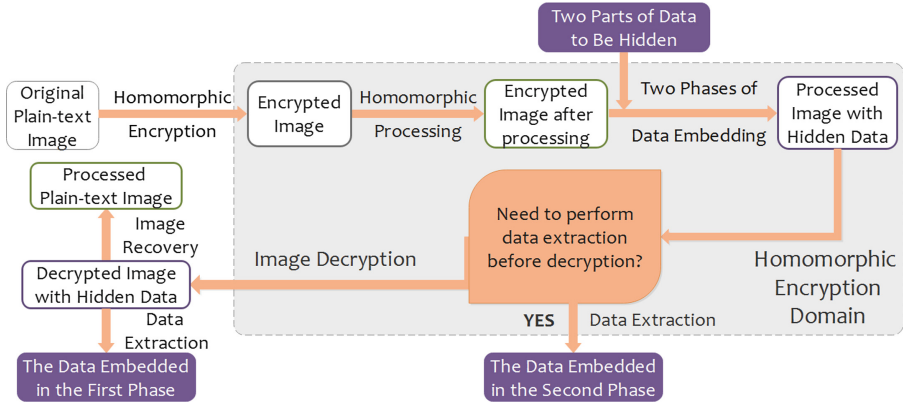 Two Parts of Data
to Be Hidden
Original
Plain-text
Image
Homomorphic
Encryption
Encrypted
Image
Homomorphic
Processing
Encrypted
Image after
processing
Two Phases of
Data Embedding
Processed
Image with
Hidden Data
Processed
Plain-text Image
Image
Recovery
Need to perform
data extraction
before decryption?
Image Decryption
Homomorphic
Encryption
Domain
Decrypted Image
with Hidden Data
Data
Extraction
YES
Data Extraction
The Data Embedded
in the First Phase
The Data Embedded
in the Second Phase